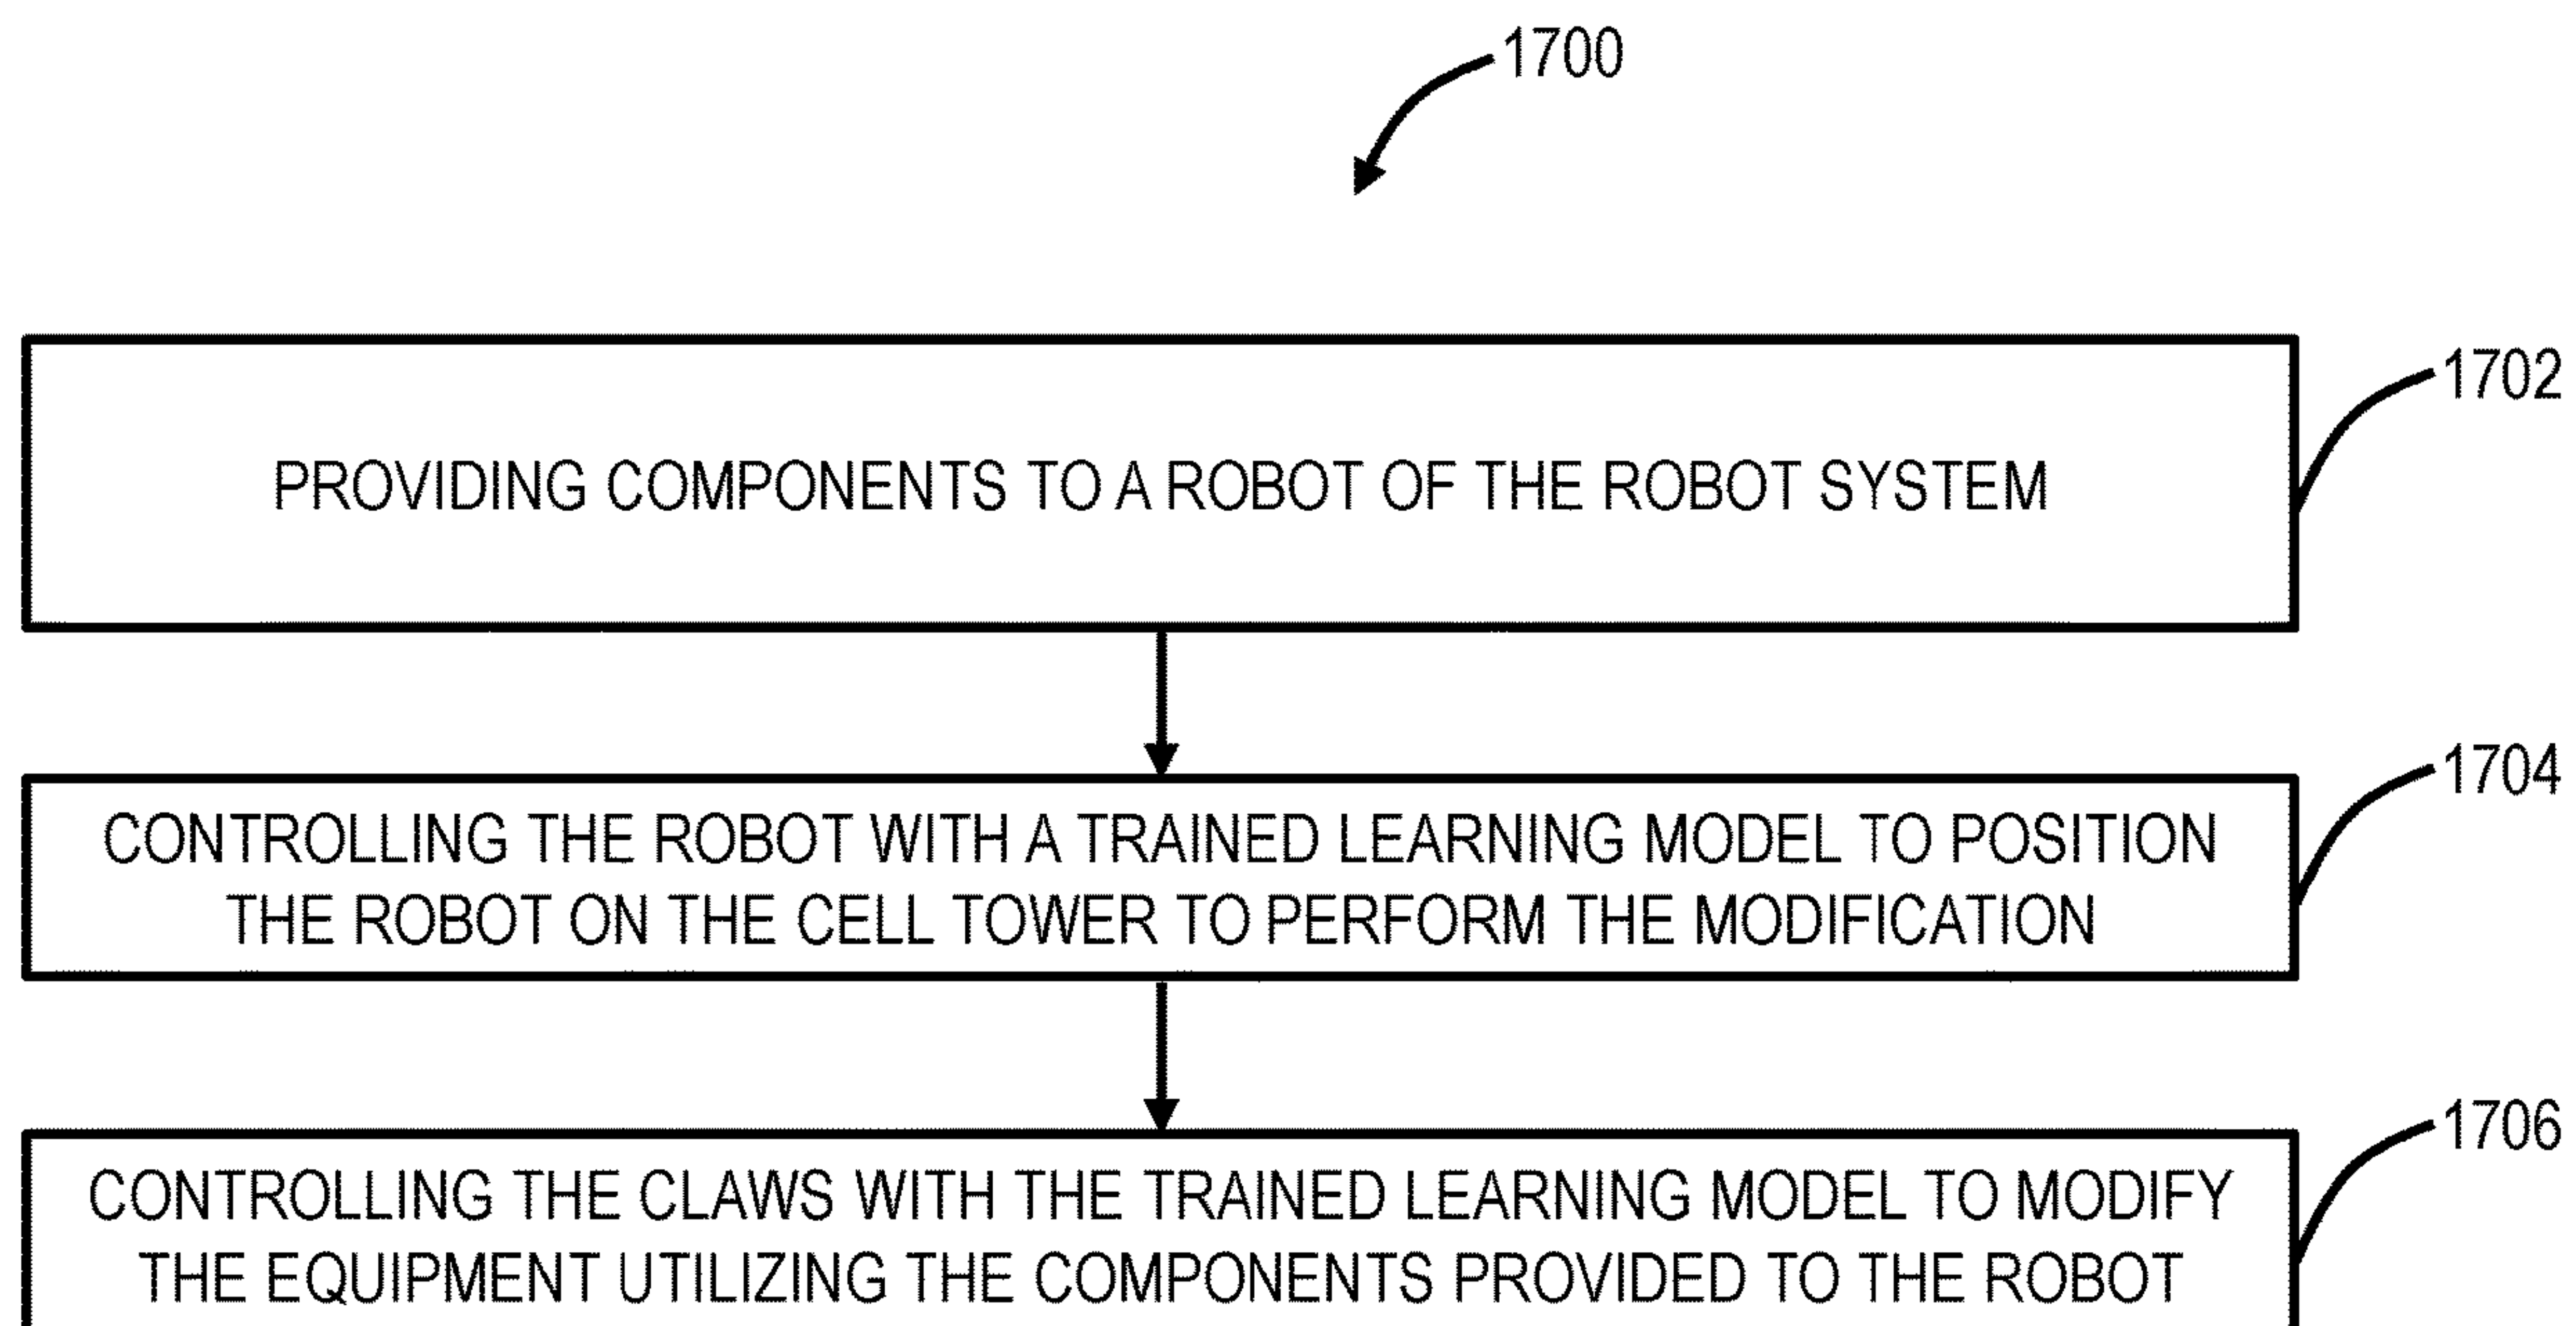 1700
1702
PROVIDING COMPONENTS TO A ROBOT OF THE ROBOT SYSTEM
1704
CONTROLLING THE ROBOT WITH A TRAINED LEARNING MODEL TO POSITION
THE ROBOT ON THE CELL TOWER TO PERFORM THE MODIFICATION
1706
CONTROLLING THE CLAWS WITH THE TRAINED LEARNING MODEL TO MODIFY
THE EQUIPMENT UTILIZING THE COMPONENTS PROVIDED TO THE ROBOT